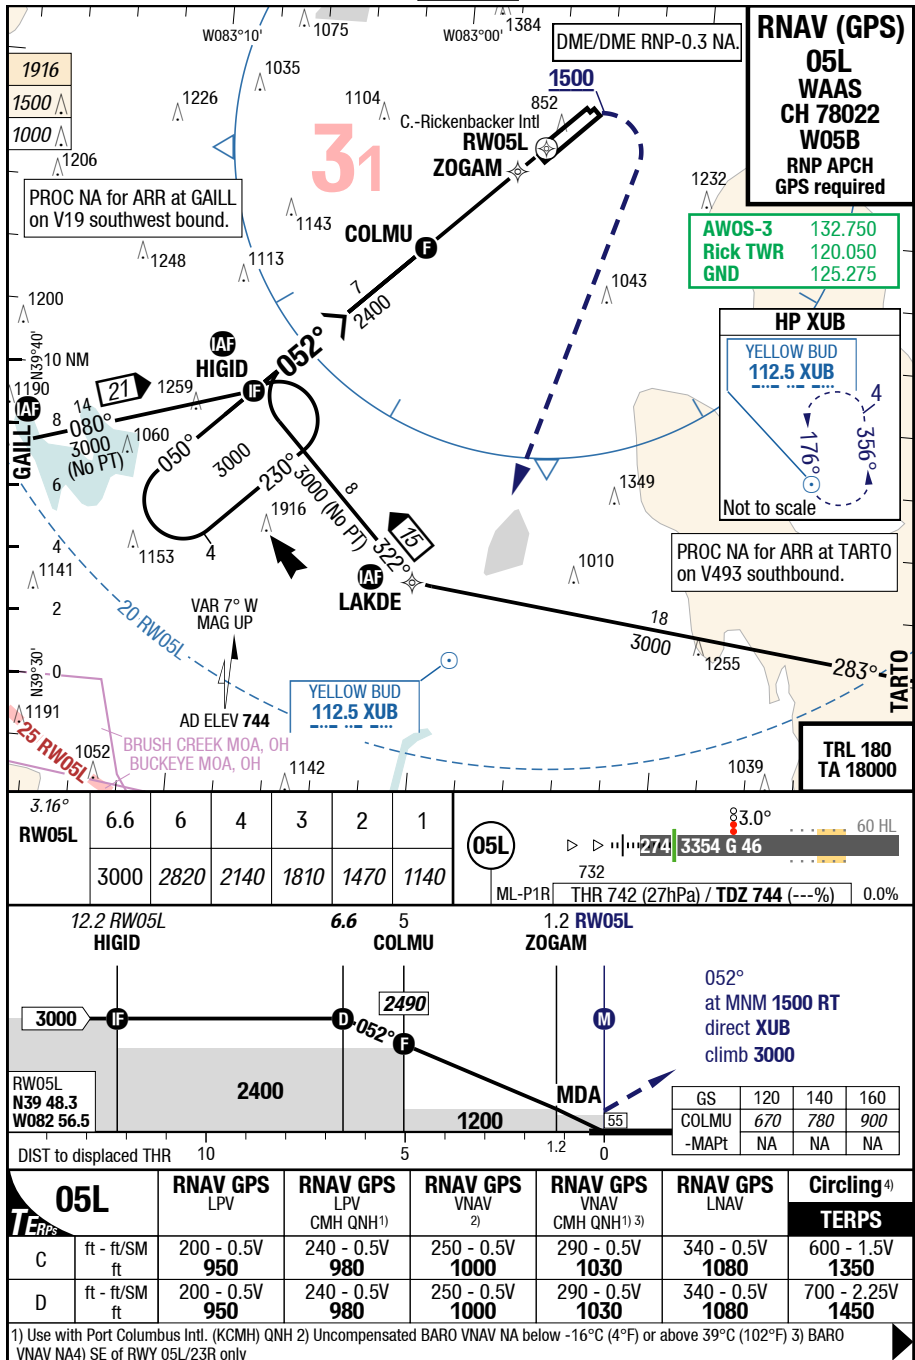 RNAV (GPS)
05L
WAAS
CH 78022
W05B
RNP APCH
GPS required
DME/DME RNP-0.3 NA.
W083°10'
W083°00'
1075
1384
1916
1500
1000
1035
1226
1104
1206
852
1500
C.-Rickenbacker Intl
RW05L
ZOGAM
31
PROC NA for ARR at GAILL
on V19 southwest bound.
1232
1143
COLMU
F
1248
1113
AWOS-3 132.750
Rick TWR 120.050
GND 125.275
1043
7
2400
1200
N39°40'
10 NM
IAF
HIGID
052°
IF
HP XUB
YELLOW BUD
112.5 XUB
4
176°
356°
Not to scale
1190
IAF
GAILL
21
1259
14
080°
3000
(No PT)
8
1060
050°
3000
230°
6
8
3000 (No PT)
1916
1349
15
322°
4
1153
4
1141
IAF
LAKDE
1010
PROC NA for ARR at TARTO
on V493 southbound.
2
VAR 7° W
MAG UP
20 RW05L
18
3000
1255
283°
TARTO
N39°30'
0
YELLOW BUD
112.5 XUB
AD ELEV 744
1191
25 RW05L
1052
BRUSH CREEK MOA, OH
BUCKEYE MOA, OH
1142
1039
TRL 180
TA 18000
3.16°
RW05L
6.6 6 4 3 2 1
3000 2820 2140 1810 1470 1140
05L
3.0°
60 HL
274 3354 G 46
732
ML-P1R
THR 742 (27hPa) / TDZ 744 (---%)
0.0%
12.2 RW05L
HIGID
6.6
5
COLMU
1.2 RW05L
ZOGAM
3000
IF
D
052°
2490
F
M
052°
at MNM 1500 RT
direct XUB
climb 3000
2400
1200
MDA
55
RW05L
N39 48.3
W082 56.5
GS 120 140 160
COLMU 670 780 900
-MAPt NA NA NA
DIST to displaced THR
10
5
1.2
0
05L
TERPS
RNAV GPS
LPV
RNAV GPS
LPV
CMH QNH1)
RNAV GPS
VNAV
2)
RNAV GPS
VNAV
CMH QNH1) 3)
RNAV GPS
LNAV
Circling4)
TERPS
C ft - ft/SM 200 - 0.5V 240 - 0.5V 250 - 0.5V 290 - 0.5V 340 - 0.5V 600 - 1.5V
ft 950 980 1000 1030 1080 1350
D ft - ft/SM 200 - 0.5V 240 - 0.5V 250 - 0.5V 290 - 0.5V 340 - 0.5V 700 - 2.25V
ft 950 980 1000 1030 1080 1450
1) Use with Port Columbus Intl. (KCMH) QNH 2) Uncompensated BARO VNAV NA below -16°C (4°F) or above 39°C (102°F) 3) BARO
VNAV NA4) SE of RWY 05L/23R only